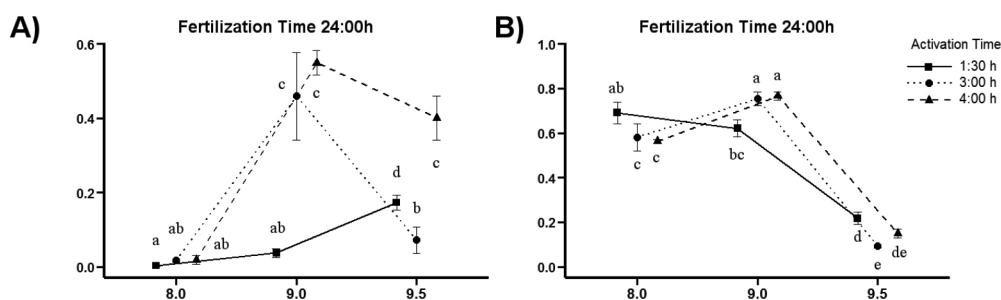 A)
Fertilization Time 24:00h
0.6
0.4
0.2
0.0
a
ab
ab
ab
c
c
d
b
c
8.0
9.0
9.5
B)
Fertilization Time 24:00h
1.0
0.8
0.6
0.4
0.2
0.0
ab
c
c
bc
a
a
d
e
de
8.0
9.0
9.5
Activation Time
1:30 h
3:00 h
4:00 h